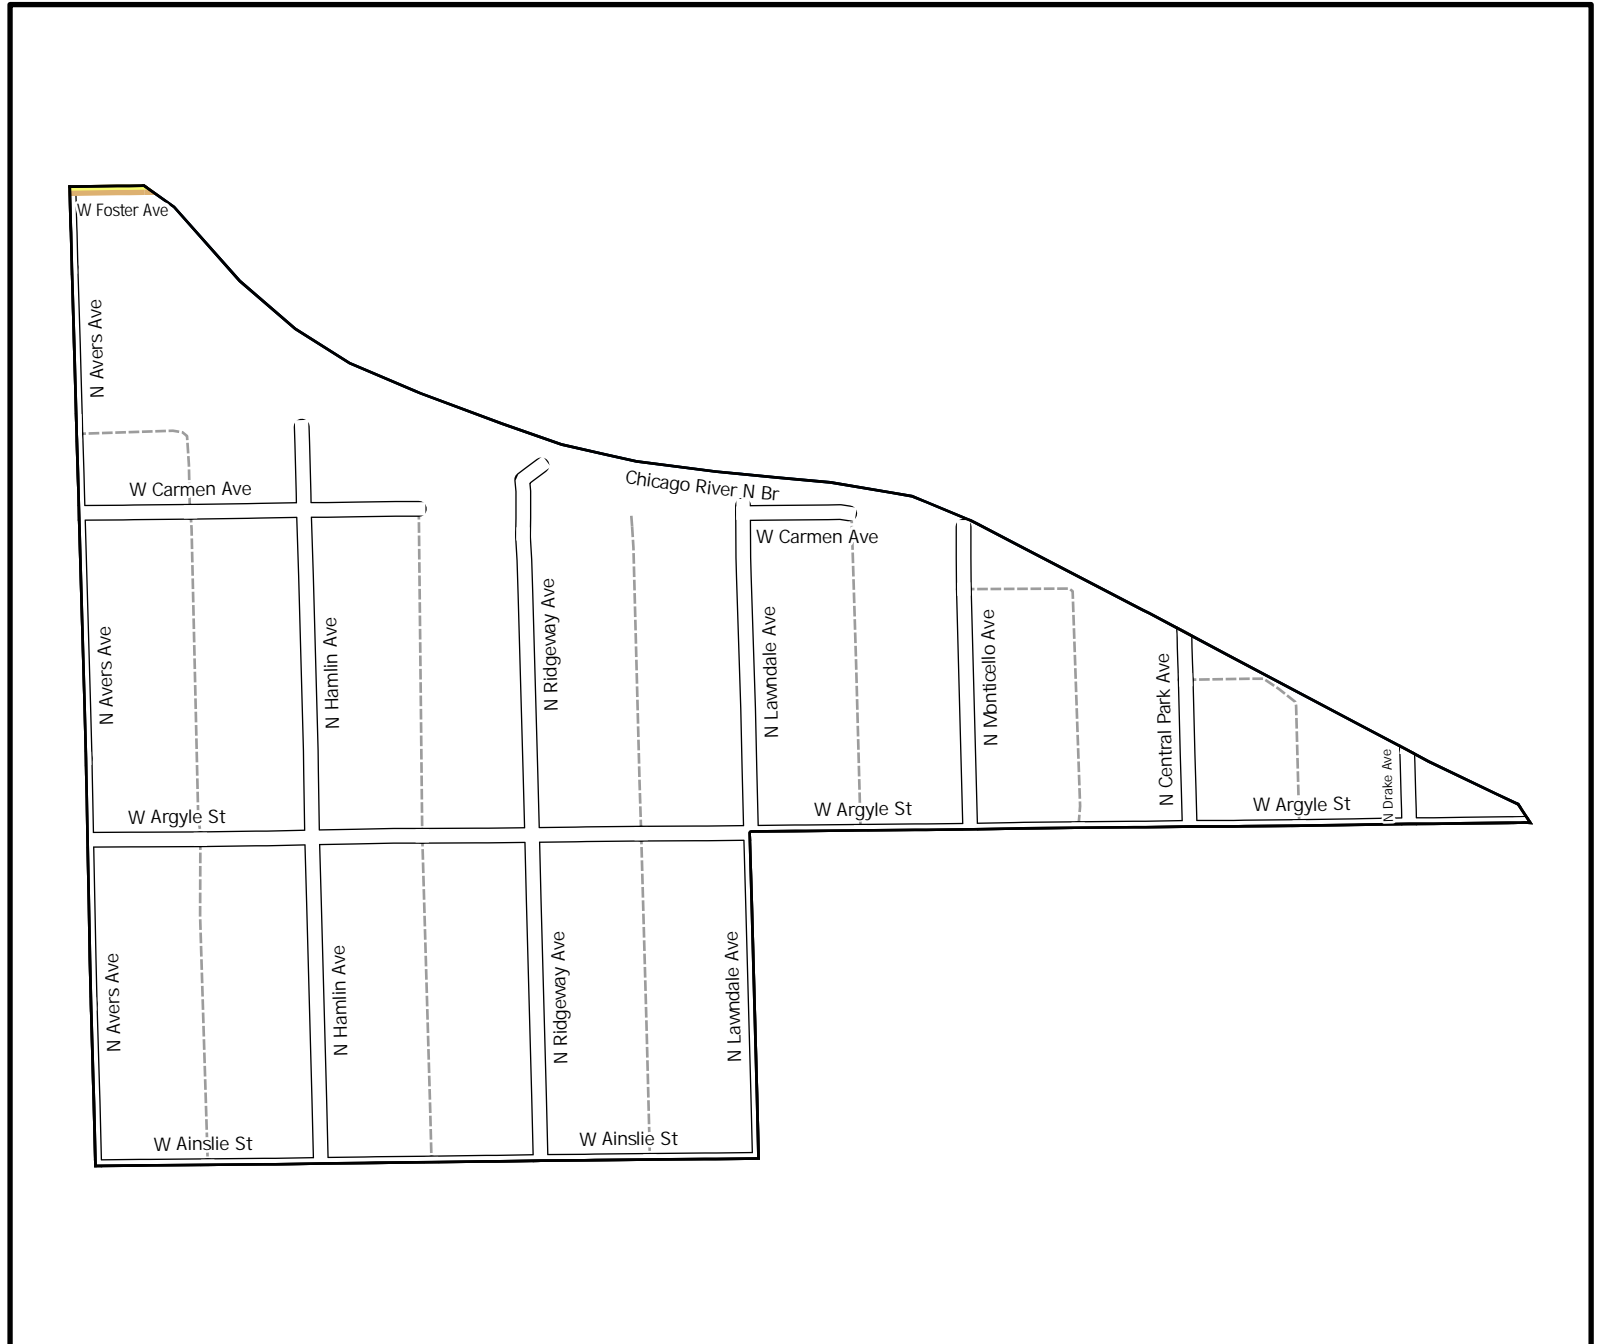 W Foster Ave
N Avers Ave
Chicago River N Br
W Carmen Ave
W Carmen Ave
N Avers Ave
N Hamlin Ave
N Ridgeway Ave
N Lawndale Ave
N Monticello Ave
N Central Park Ave
N Drake Ave
W Argyle St
W Argyle St
W Argyle St
N Avers Ave
N Hamlin Ave
N Ridgeway Ave
N Lawndale Ave
W Ainslie St
W Ainslie St